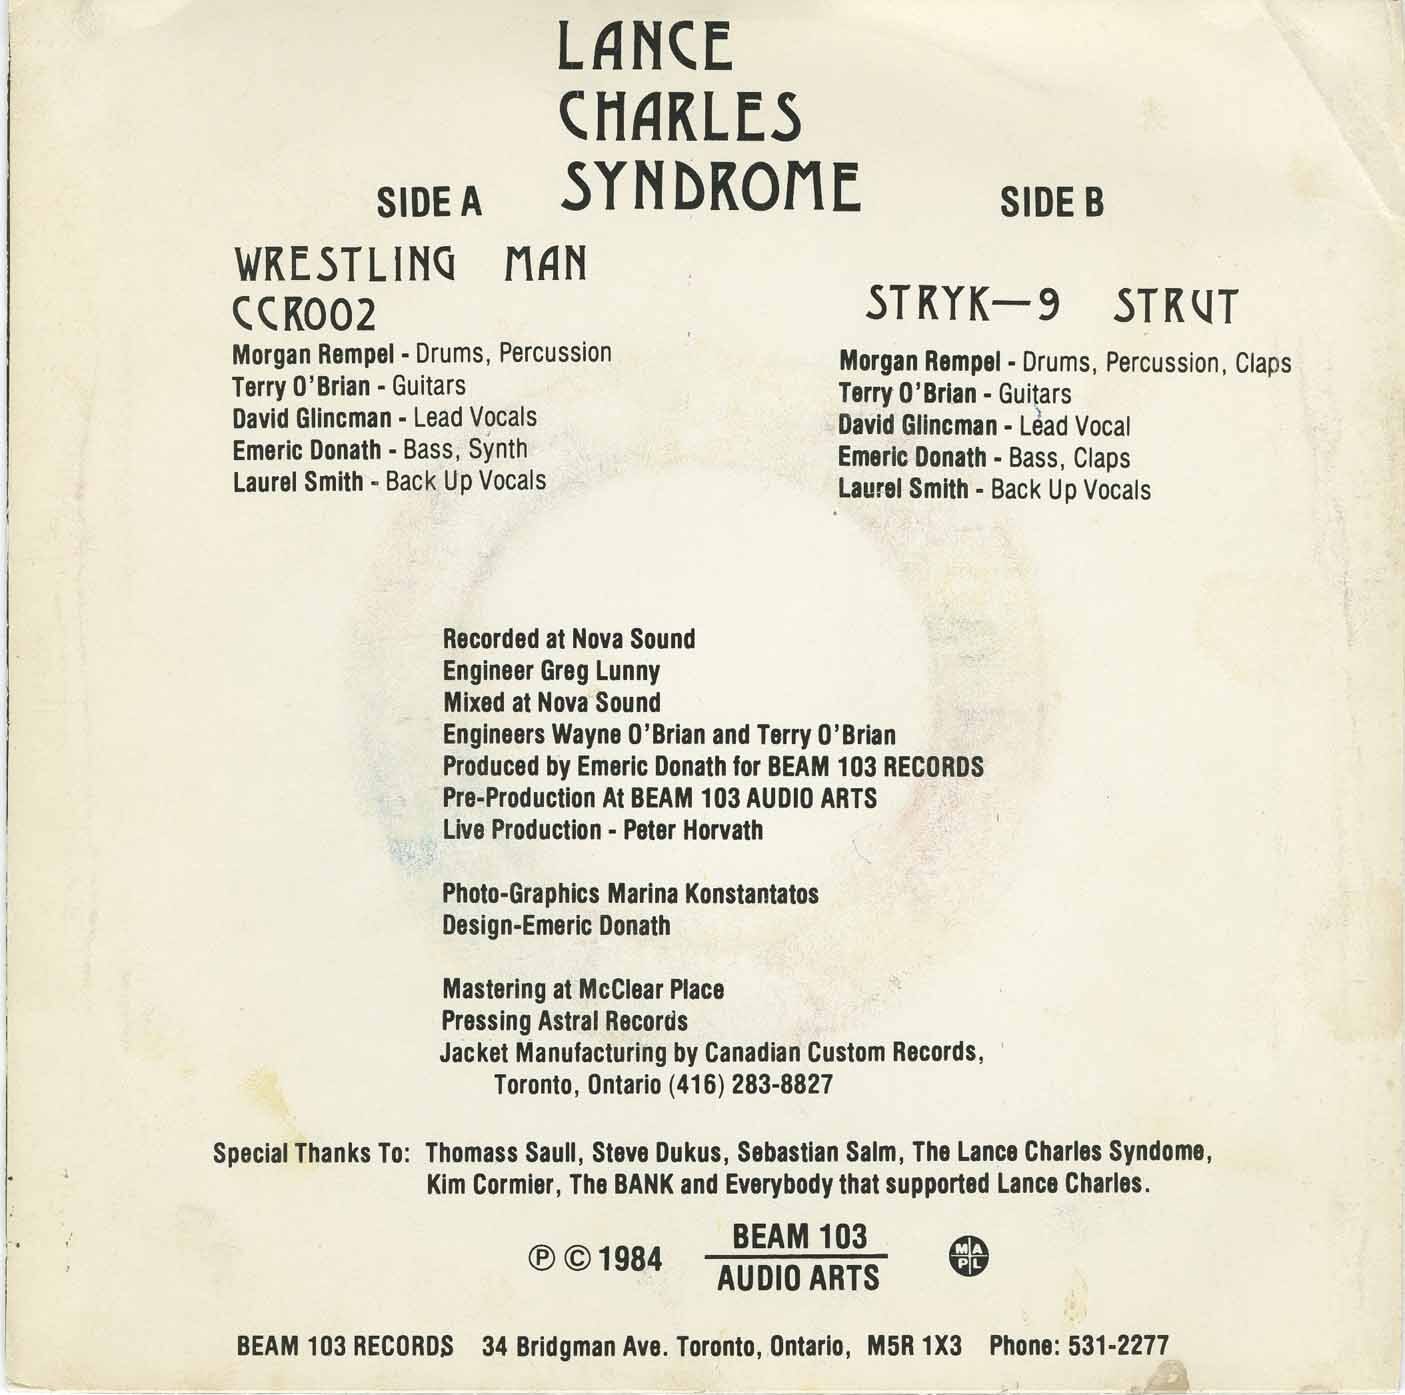 LANCE
CHARLES
SYNDROME
SIDE A
WRESTLING MAN
CCR002
Morgan Rempel - Drums, Percussion
Terry O'Brian - Guitars
David Glincman - Lead Vocals
Emeric Donath - Bass, Synth
Laurel Smith - Back Up Vocals
SIDE B
STRYK—9 STRUT
Morgan Rempel - Drums, Percussion, Claps
Terry O'Brian - Guitars
David Glincman - Lead Vocal
Emeric Donath - Bass, Claps
Laurel Smith - Back Up Vocals
Recorded at Nova Sound
Engineer Greg Lunny
Mixed at Nova Sound
Engineers Wayne O'Brian and Terry O'Brian
Produced by Emeric Donath for BEAM 103 RECORDS
Pre-Production At BEAM 103 AUDIO ARTS
Live Production - Peter Horvath
Photo-Graphics Marina Konstantatos
Design-Emeric Donath
Mastering at McClear Place
Pressing Astral Records
Jacket Manufacturing by Canadian Custom Records,
Toronto, Ontario (416) 283-8827
Special Thanks To: Thomass Saull, Steve Dukus, Sebastian Salm, The Lance Charles Syndome,
Kim Cormier, The BANK and Everybody that supported Lance Charles.
℗ © 1984
BEAM 103
AUDIO ARTS
MAPL
BEAM 103 RECORDS 34 Bridgman Ave. Toronto, Ontario, M5R 1X3 Phone: 531-2277